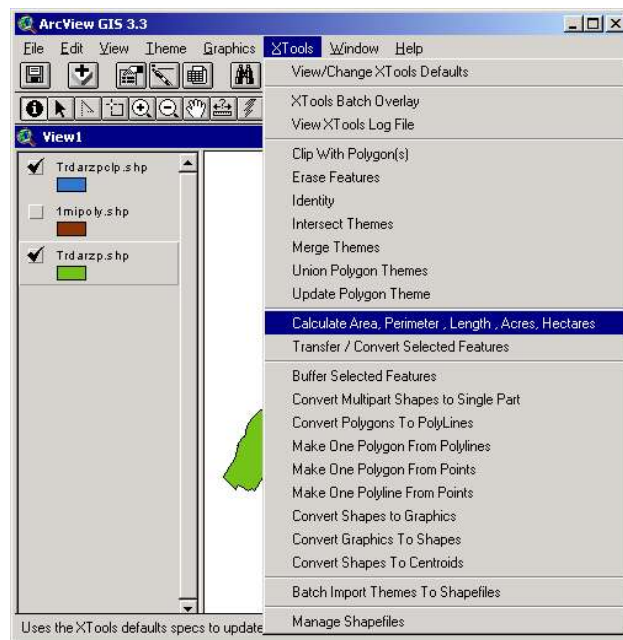 ArcView GIS 3.3
File Edit View Theme Graphics XTools Window Help
View1
Trdarzpclp.shp
1mipoly.shp
Trdarzp.shp
View/Change XTools Defaults
XTools Batch Overlay
View XTools Log File
Clip With Polygon(s)
Erase Features
Identity
Intersect Themes
Merge Themes
Union Polygon Themes
Update Polygon Theme
Calculate Area, Perimeter , Length , Acres, Hectares
Transfer / Convert Selected Features
Buffer Selected Features
Convert Multipart Shapes to Single Part
Convert Polygons To PolyLines
Make One Polygon From Polylines
Make One Polygon From Points
Make One Polyline From Points
Convert Shapes to Graphics
Convert Graphics To Shapes
Convert Shapes To Centroids
Batch Import Themes To Shapefiles
Manage Shapefiles
Uses the XTools defaults specs to update